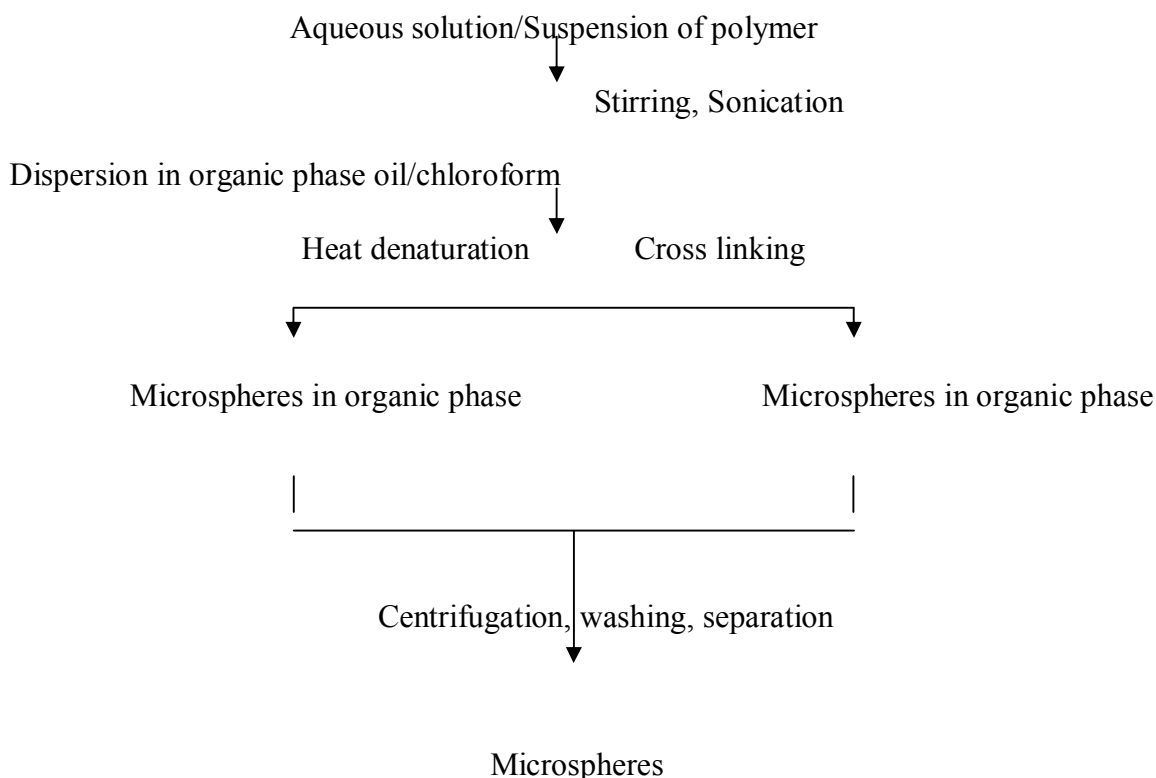 Aqueous solution/Suspension of polymer
Stirring, Sonication
Dispersion in organic phase oil/chloroform
Heat denaturation Cross linking
Microspheres in organic phase Microspheres in organic phase
Centrifugation, washing, separation
Microspheres